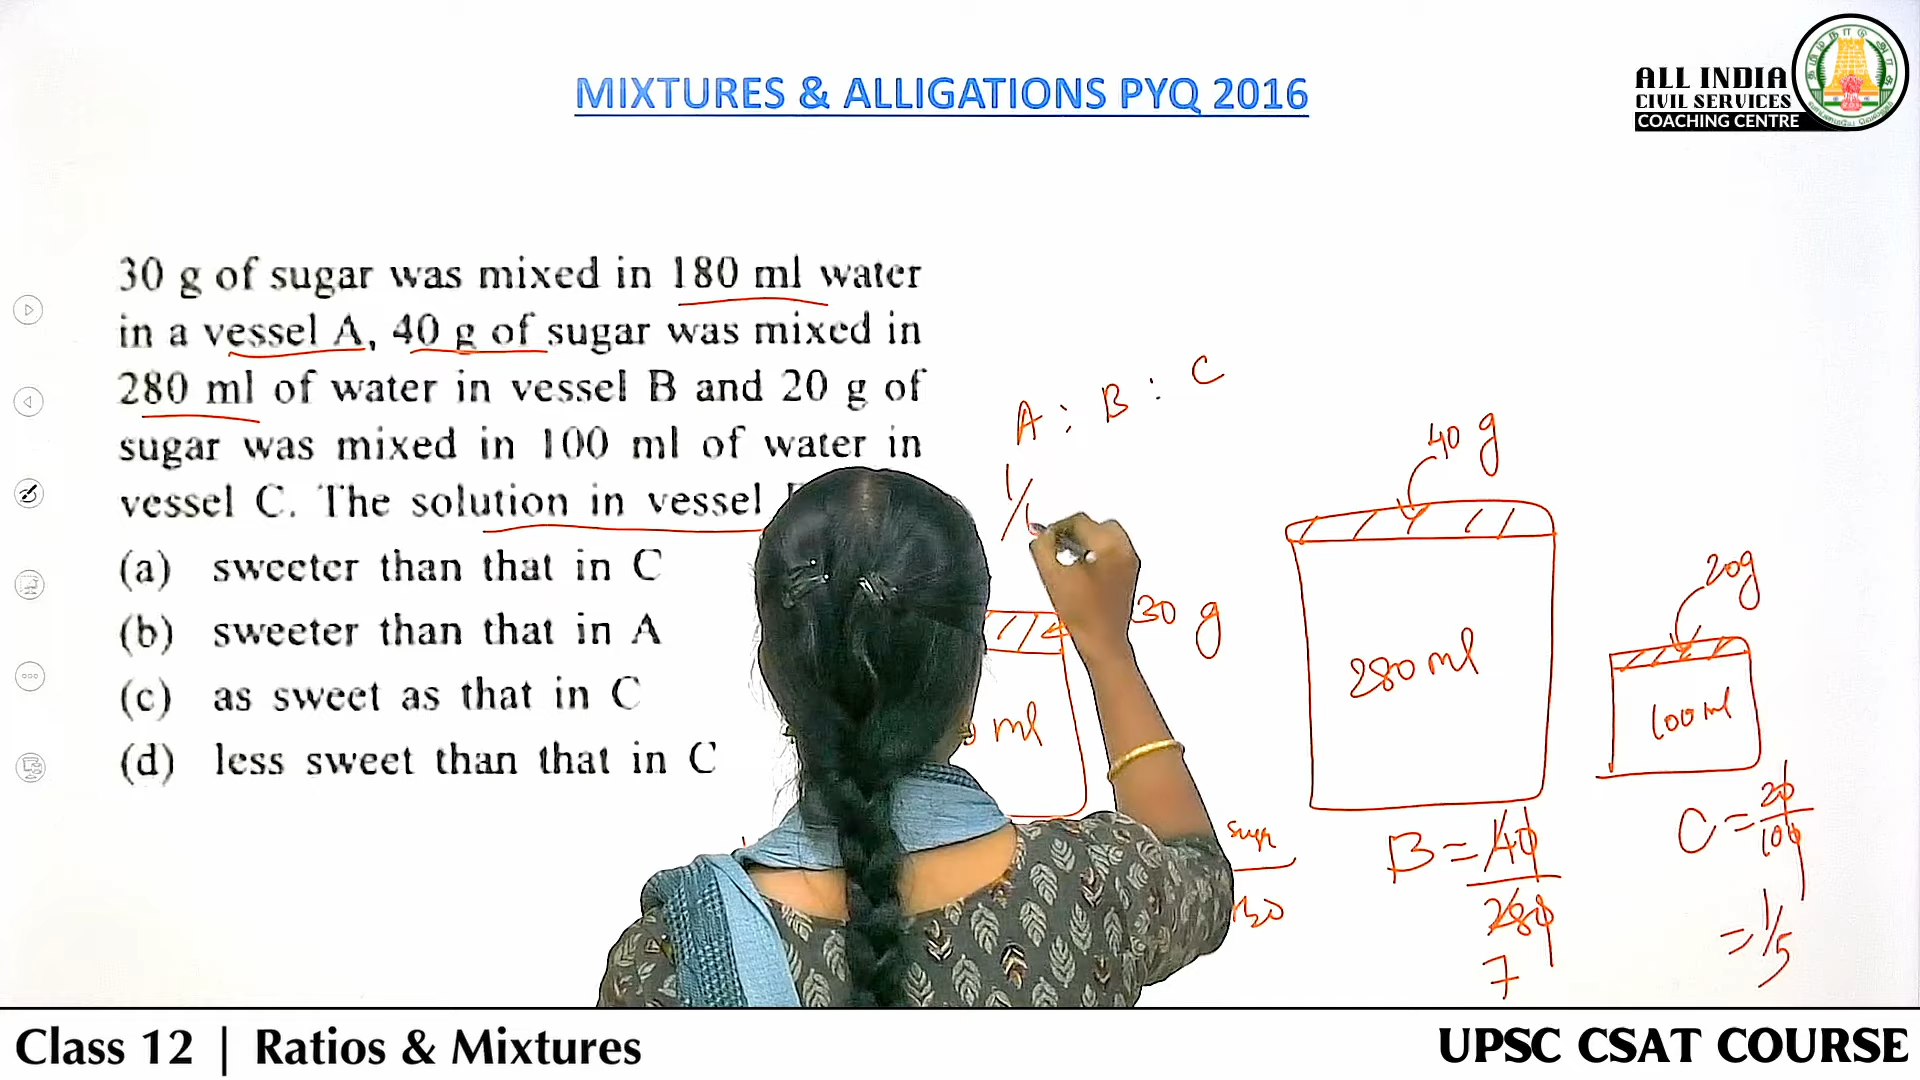 MIXTURES & ALLIGATIONS PYQ 2016
ALL INDIA
CIVIL SERVICES
COACHING CENTRE
30 g of sugar was mixed in 180 ml water
in a vessel A, 40 g of sugar was mixed in
280 ml of water in vessel B and 20 g of
sugar was mixed in 100 ml of water in
vessel C. The solution in vessel
(a) sweeter than that in C
(b) sweeter than that in A
(c) as sweet as that in C
(d) less sweet than that in C
A : B : C
1/
30 g
ml
40 g
280 ml
20g
100 ml
B = 40
280
7
C = 20
100
= 1/5
Class 12 | Ratios & Mixtures
UPSC CSAT COURSE